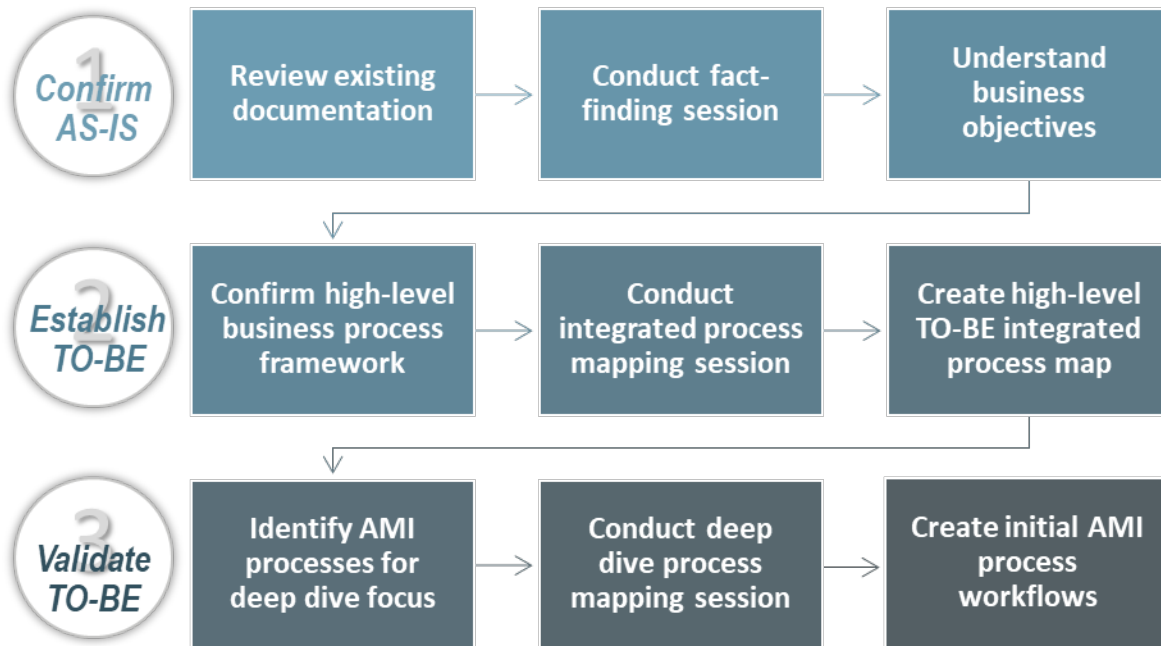 1
Confirm
AS-IS
Review existing
documentation
Conduct fact-
finding session
Understand
business
objectives
2
Establish
TO-BE
Confirm high-level
business process
framework
Conduct
integrated process
mapping session
Create high-level
TO-BE integrated
process map
3
Validate
TO-BE
Identify AMI
processes for
deep dive focus
Conduct deep
dive process
mapping session
Create initial AMI
process
workflows